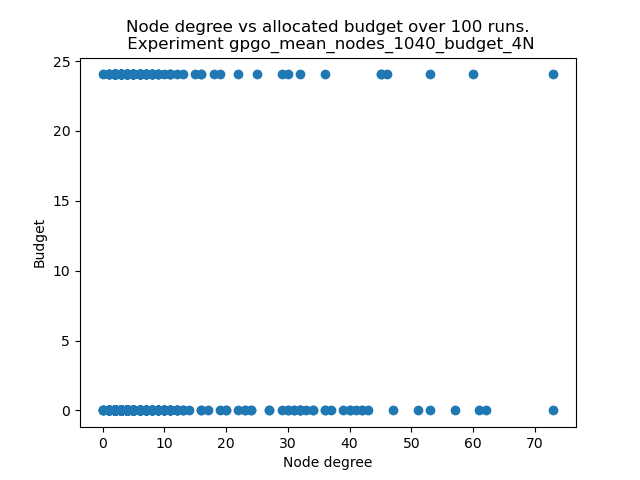 Node degree vs allocated budget over 100 runs.
Experiment gpgo_mean_nodes_1040_budget_4N
25
20
15
10
5
0
Budget
0 10 20 30 40 50 60 70
Node degree